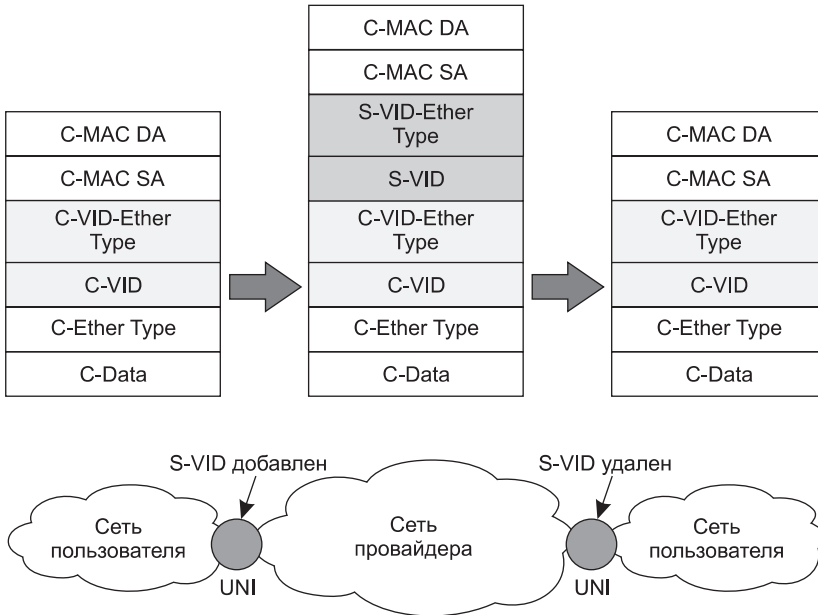 C-MAC DA
C-MAC SA
C-VID-Ether
Type
C-VID
C-Ether Type
C-Data
C-MAC DA
C-MAC SA
S-VID-Ether
Type
S-VID
C-VID-Ether
Type
C-VID
C-Ether Type
C-Data
C-MAC DA
C-MAC SA
C-VID-Ether
Type
C-VID
C-Ether Type
C-Data
S-VID добавлен
S-VID удален
Сеть
пользователя
UNI
Сеть
провайдера
UNI
Сеть
пользователя